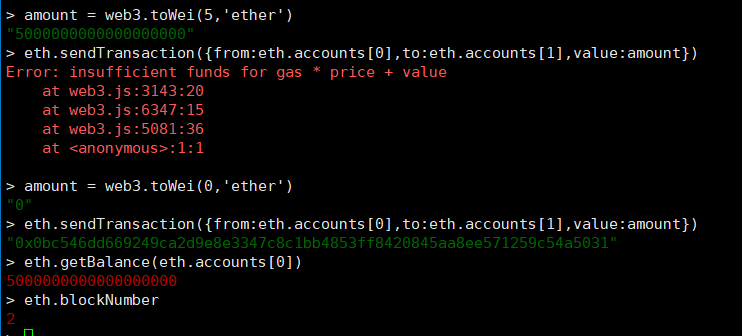 > amount = web3.toWei(5,'ether')
"5000000000000000000"
> eth.sendTransaction({from:eth.accounts[0],to:eth.accounts[1],value:amount})
Error: insufficient funds for gas * price + value
    at web3.js:3143:20
    at web3.js:6347:15
    at web3.js:5081:36
    at <anonymous>:1:1
> amount = web3.toWei(0,'ether')
"0"
> eth.sendTransaction({from:eth.accounts[0],to:eth.accounts[1],value:amount})
"0x0bc546dd669249ca2d9e8e3347c8c1bb4853ff8420845aa8ee571259c54a5031"
> eth.getBalance(eth.accounts[0])
5000000000000000000
> eth.blockNumber
2
>